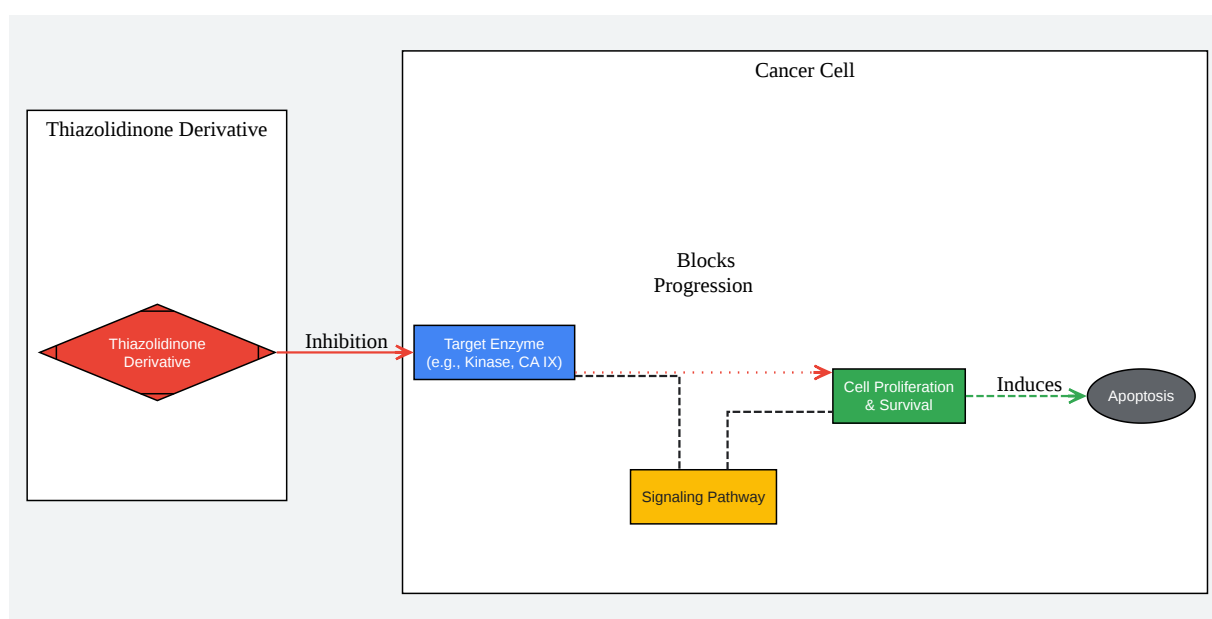 Cancer Cell
Thiazolidinone Derivative
Blocks
Progression
Thiazolidinone
Derivative
Inhibition
Target Enzyme
(e.g., Kinase, CA IX)
Cell Proliferation
& Survival
Induces
Apoptosis
Signaling Pathway